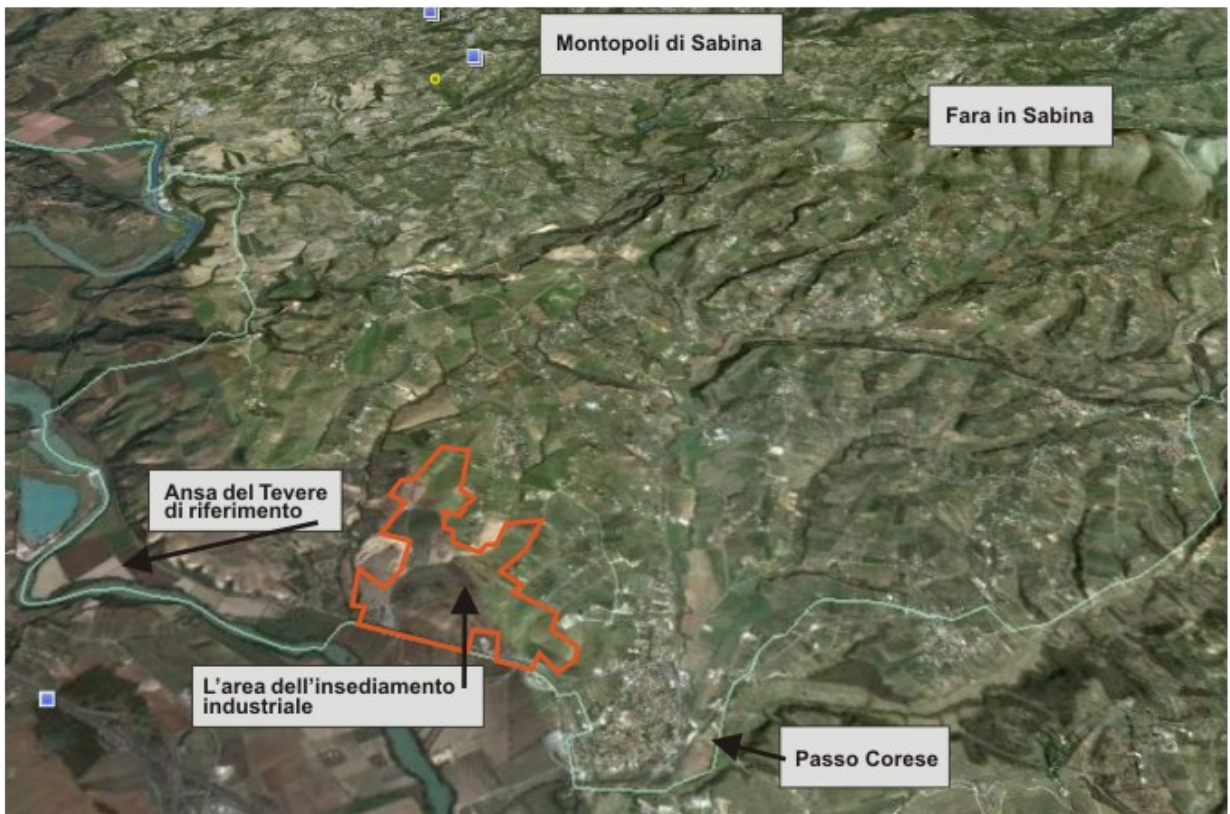 Montopoli di Sabina
Fara in Sabina
Ansa del Tevere
di riferimento
L'area dell'insediamento
industriale
Passo Corese